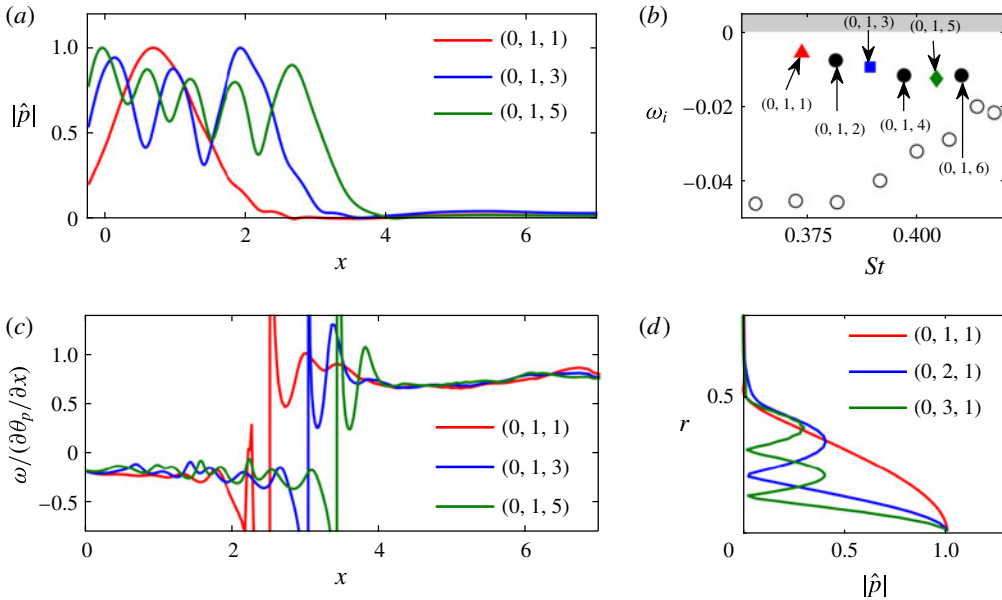 (a)
(0, 1, 1)
(0, 1, 3)
(0, 1, 5)
1.0
0.5
0
|p̂|
0 2 4 6
x
(b)
0
−0.02
−0.04
ωi
(0, 1, 3)
(0, 1, 5)
(0, 1, 1)
(0, 1, 2)
(0, 1, 4)
(0, 1, 6)
0.375 0.400
St
(c)
1.0
0.5
0
−0.5
ω/(∂θp/∂x)
(0, 1, 1)
(0, 1, 3)
(0, 1, 5)
0 2 4 6
x
(d)
(0, 1, 1)
(0, 2, 1)
(0, 3, 1)
0.5
r
0 0.5 1.0
|p̂|